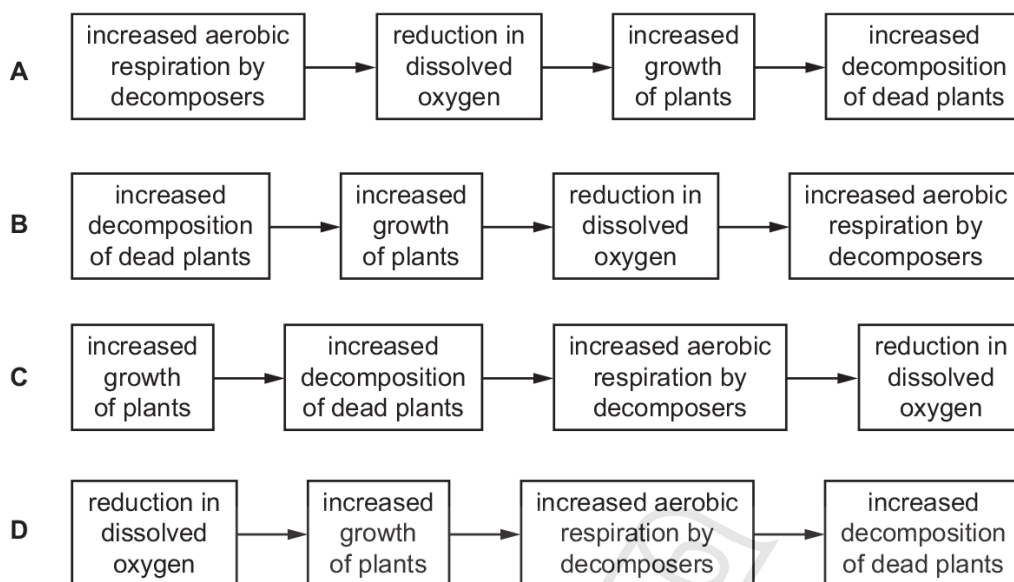 A
increased aerobic
respiration by
decomposers
reduction in
dissolved
oxygen
increased
growth
of plants
increased
decomposition
of dead plants
B
increased
decomposition
of dead plants
increased
growth
of plants
reduction in
dissolved
oxygen
increased aerobic
respiration by
decomposers
C
increased
growth
of plants
increased
decomposition
of dead plants
increased aerobic
respiration by
decomposers
reduction in
dissolved
oxygen
D
reduction in
dissolved
oxygen
increased
growth
of plants
increased aerobic
respiration by
decomposers
increased
decomposition
of dead plants